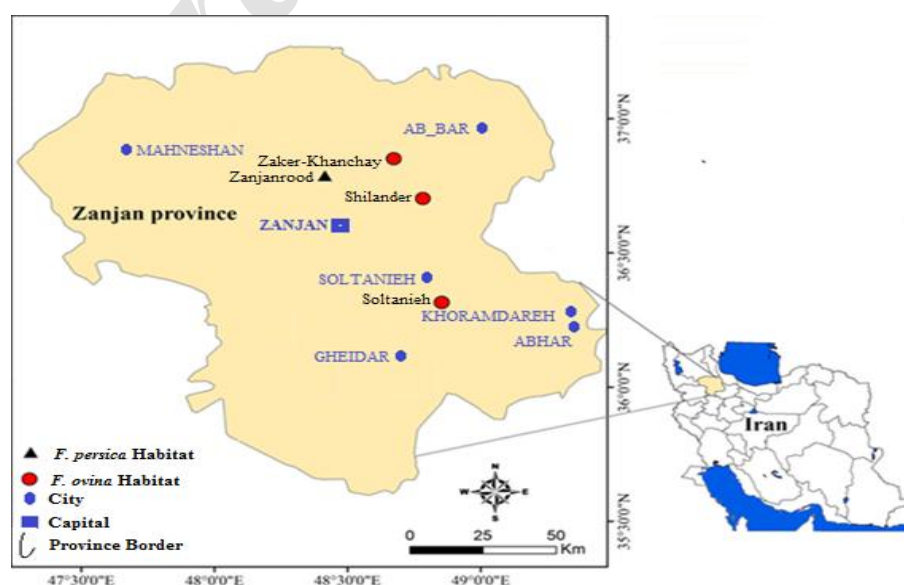 AB_BAR
MAHNESHAN
Zaker-Khanchay
Zanjanrood
Shilander
Zanjan province
ZANJAN
SOLTANIEH
Soltanieh
KHORAMDAREH
ABHAR
GHEIDAR
Iran
F. persica Habitat
F. ovina Habitat
City
Capital
Province Border
N
W E
S
0 25 50
Km
37°0'0"N
36°30'0"N
36°0'0"N
35°30'0"N
47°30'0"E 48°0'0"E 48°30'0"E 49°0'0"E